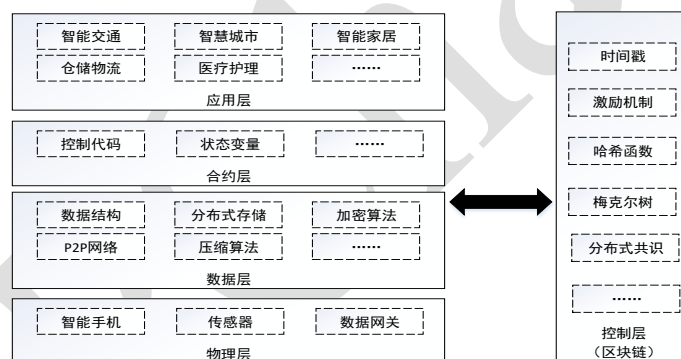 智能交通 智慧城市 智能家居
仓储物流 医疗护理 ……
应用层
控制代码 状态变量 ……
合约层
数据结构 分布式存储 加密算法
P2P网络 压缩算法 ……
数据层
智能手机 传感器 数据网关
物理层
时间戳
激励机制
哈希函数
梅克尔树
分布式共识
……
控制层
（区块链）